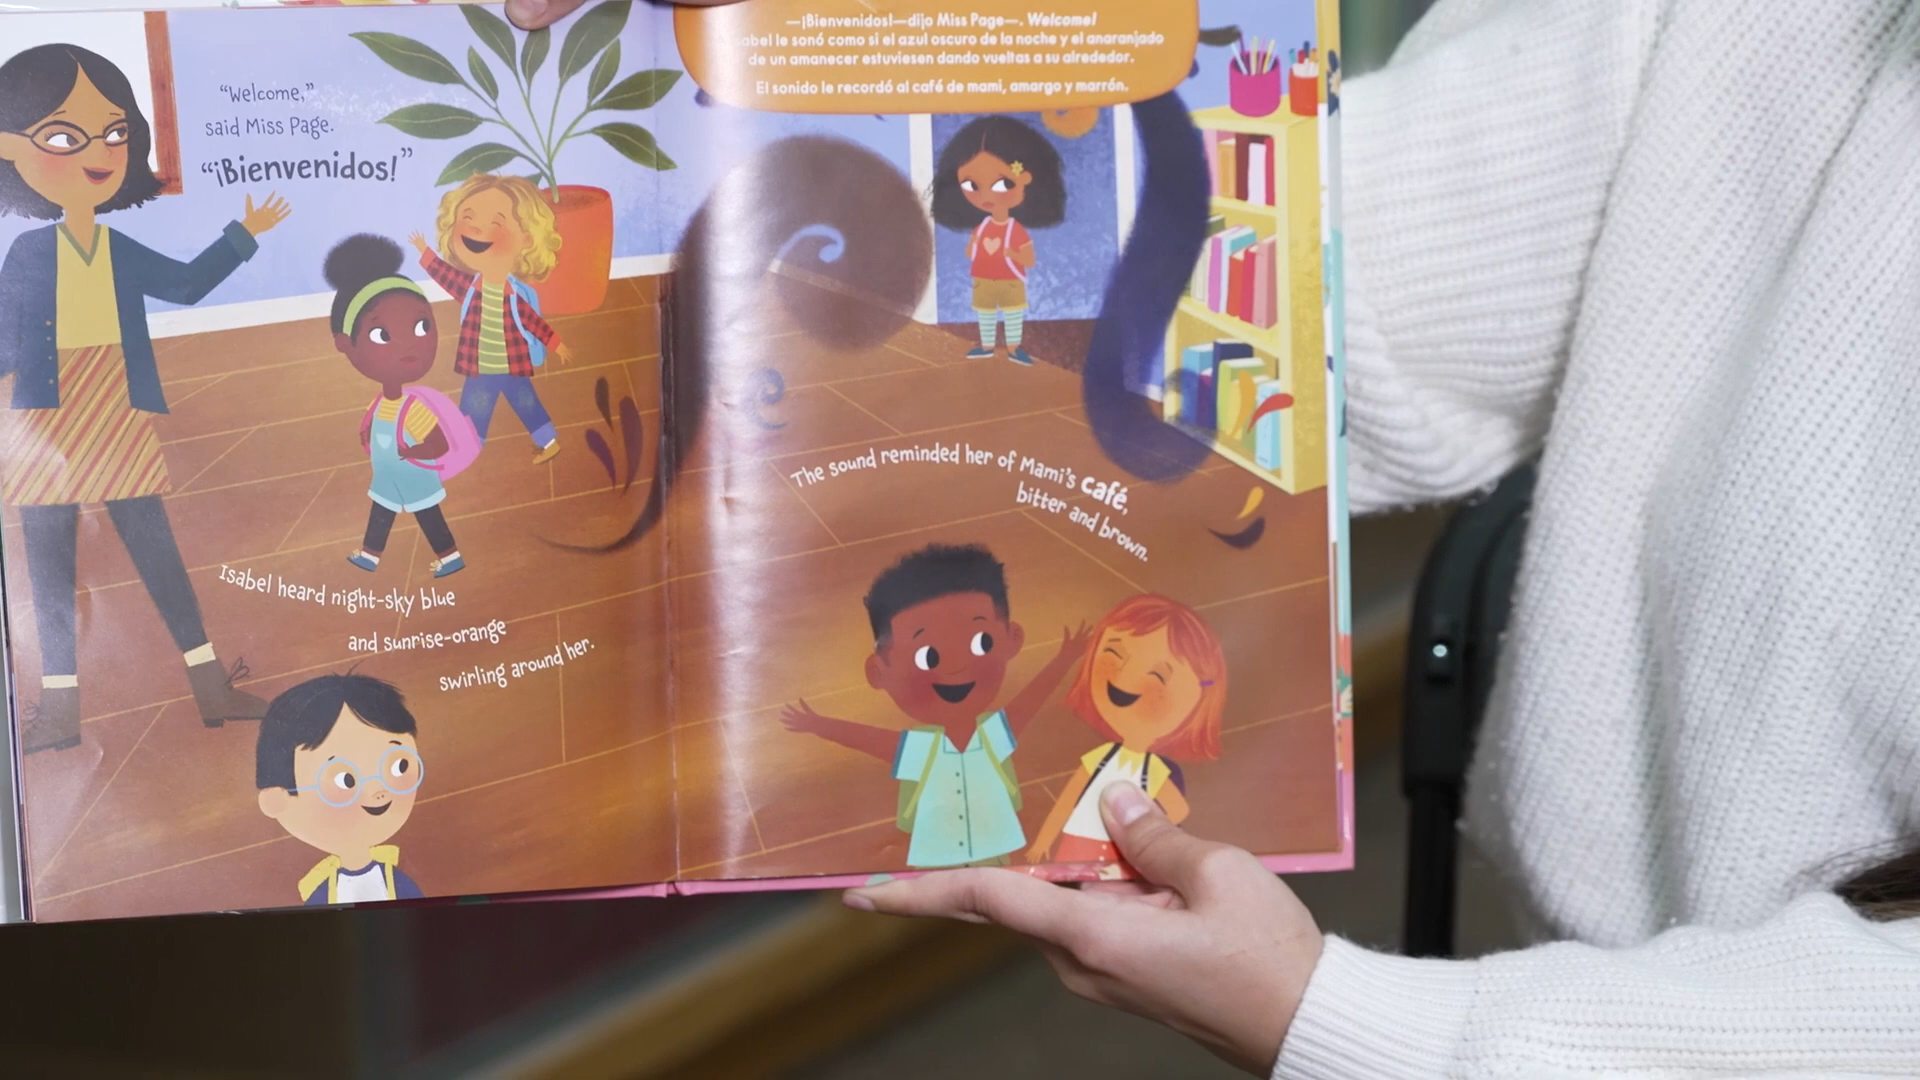 “Welcome,”
said Miss Page.
“¡Bienvenidos!”
Isabel heard night-sky blue
and sunrise-orange
swirling around her.
—¡Bienvenidos!—dijo Miss Page—. Welcome!
le sonó como si el azul oscuro de la noche y el anaranjado
de un amanecer estuviesen dando vueltas a su alrededor.
El sonido le recordó al café de mami, amargo y marrón.
The sound reminded her of Mami’s café,
bitter and brown.